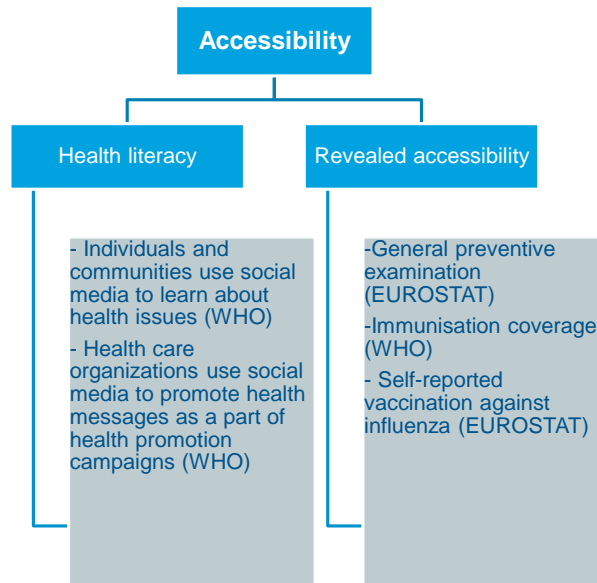 Accessibility
Health literacy
- Individuals and
communities use social
media to learn about
health issues (WHO)
- Health care
organizations use social
media to promote health
messages as a part of
health promotion
campaigns (WHO)
Revealed accessibility
-General preventive
examination
(EUROSTAT)
-Immunisation coverage
(WHO)
- Self-reported
vaccination against
influenza (EUROSTAT)